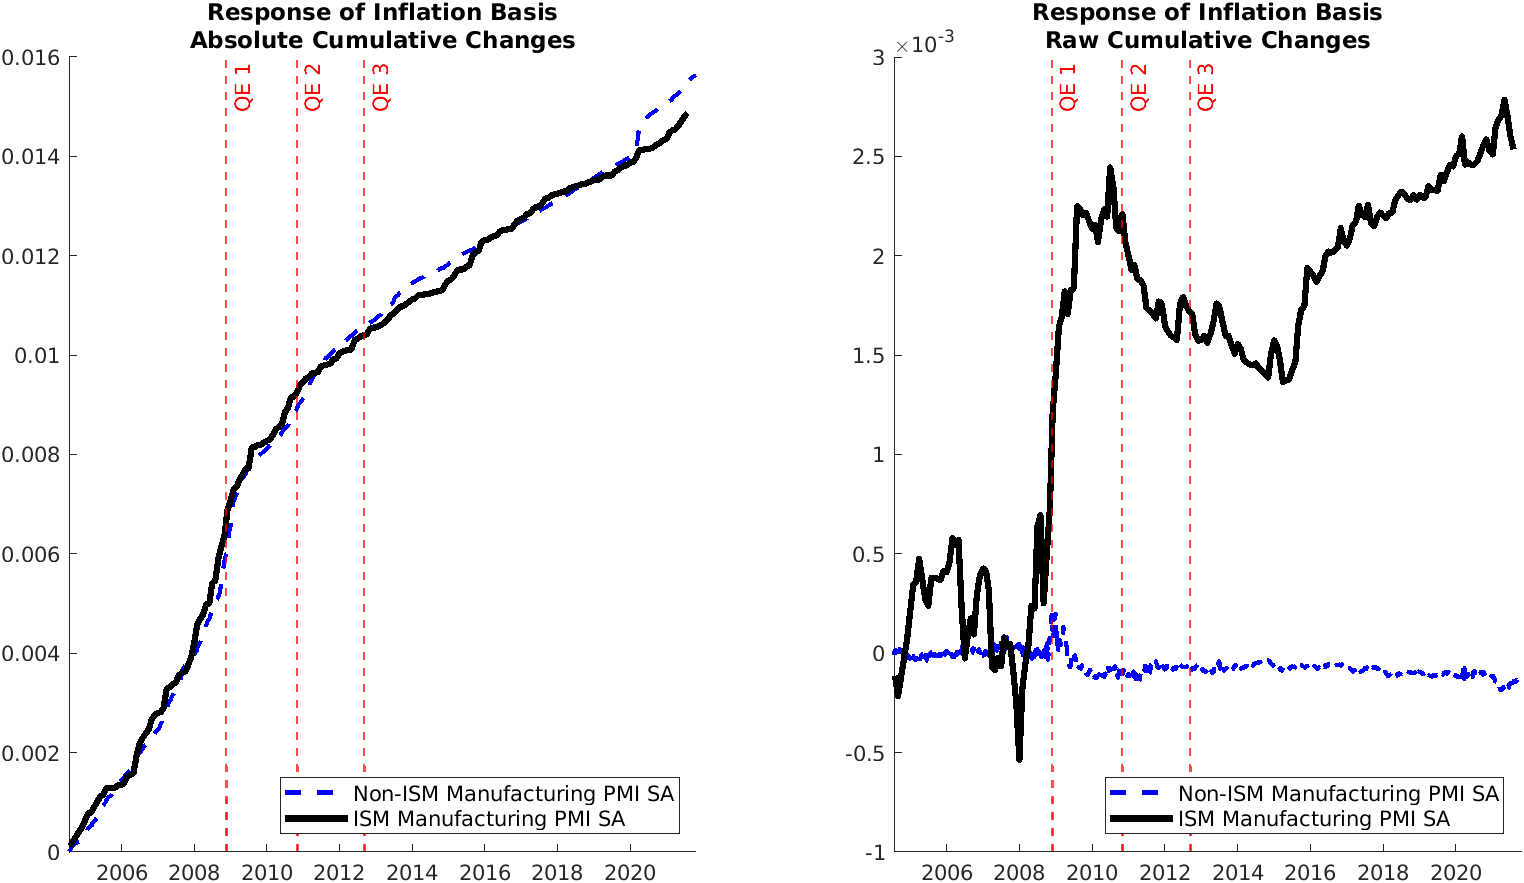 Response of Inflation Basis
Absolute Cumulative Changes
0.016
0.014
0.012
0.01
0.008
0.006
0.004
0.002
0
QE 1
QE 2
QE 3
Non-ISM Manufacturing PMI SA
ISM Manufacturing PMI SA
2006 2008 2010 2012 2014 2016 2018 2020
Response of Inflation Basis
Raw Cumulative Changes
×10-3
3
2.5
2
1.5
1
0.5
0
-0.5
-1
QE 1
QE 2
QE 3
Non-ISM Manufacturing PMI SA
ISM Manufacturing PMI SA
2006 2008 2010 2012 2014 2016 2018 2020